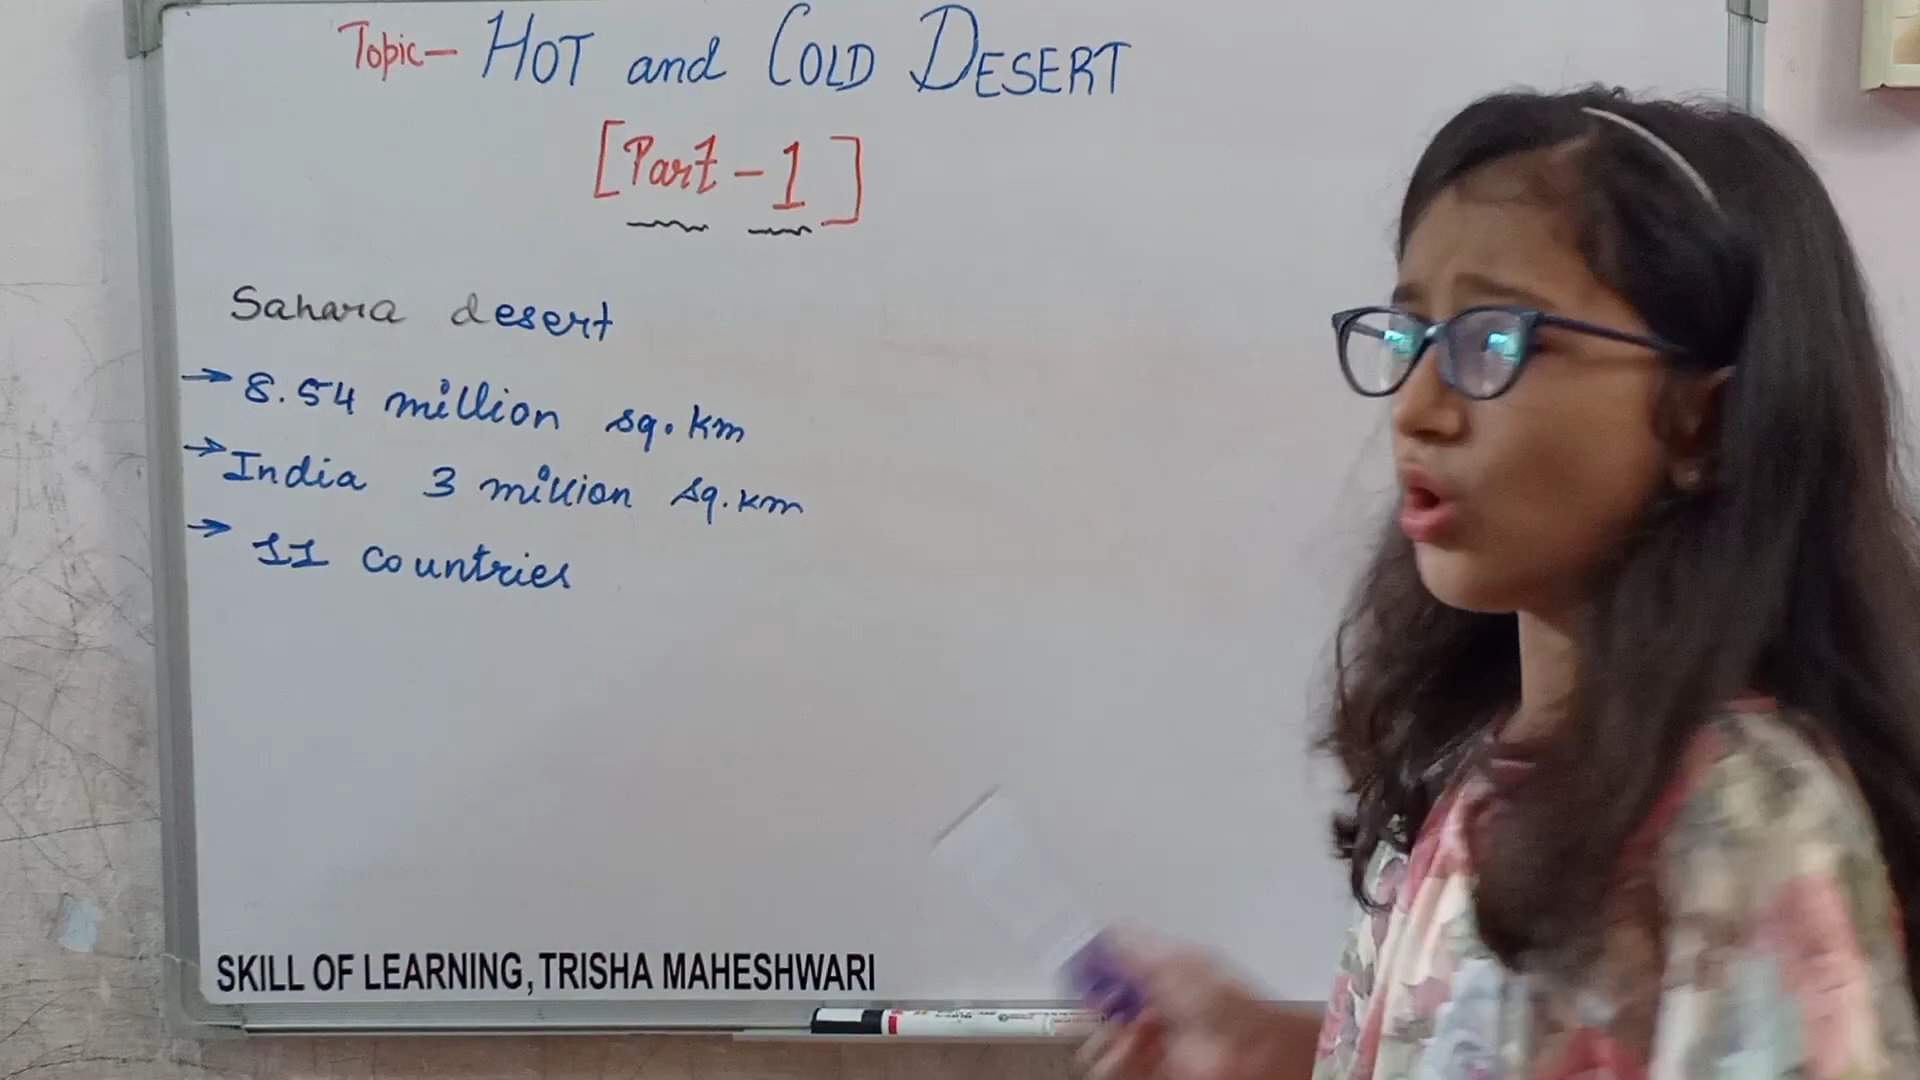 Topic- HOT and COLD DESERT
[Part-1]
Sahara desert
→ 8.54 million sq.km
→ India 3 million sq.km
→ 11 countries
SKILL OF LEARNING, TRISHA MAHESHWARI